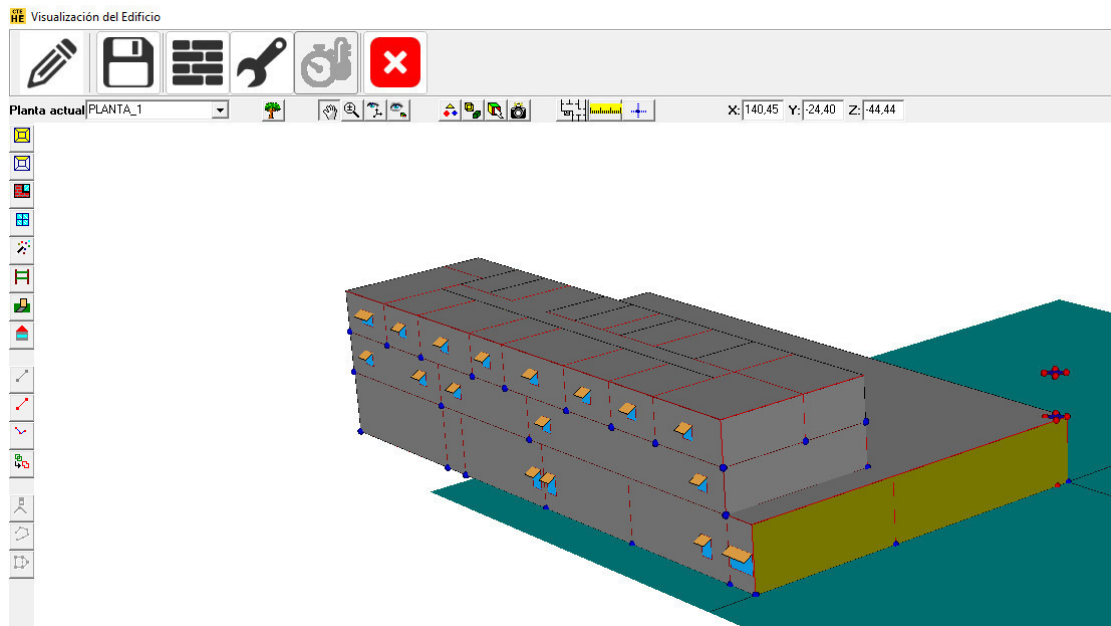 CTE
HE Visualización del Edificio
Planta actual PLANTA_1 X: 140,45 Y: -24,40 Z: -44,44